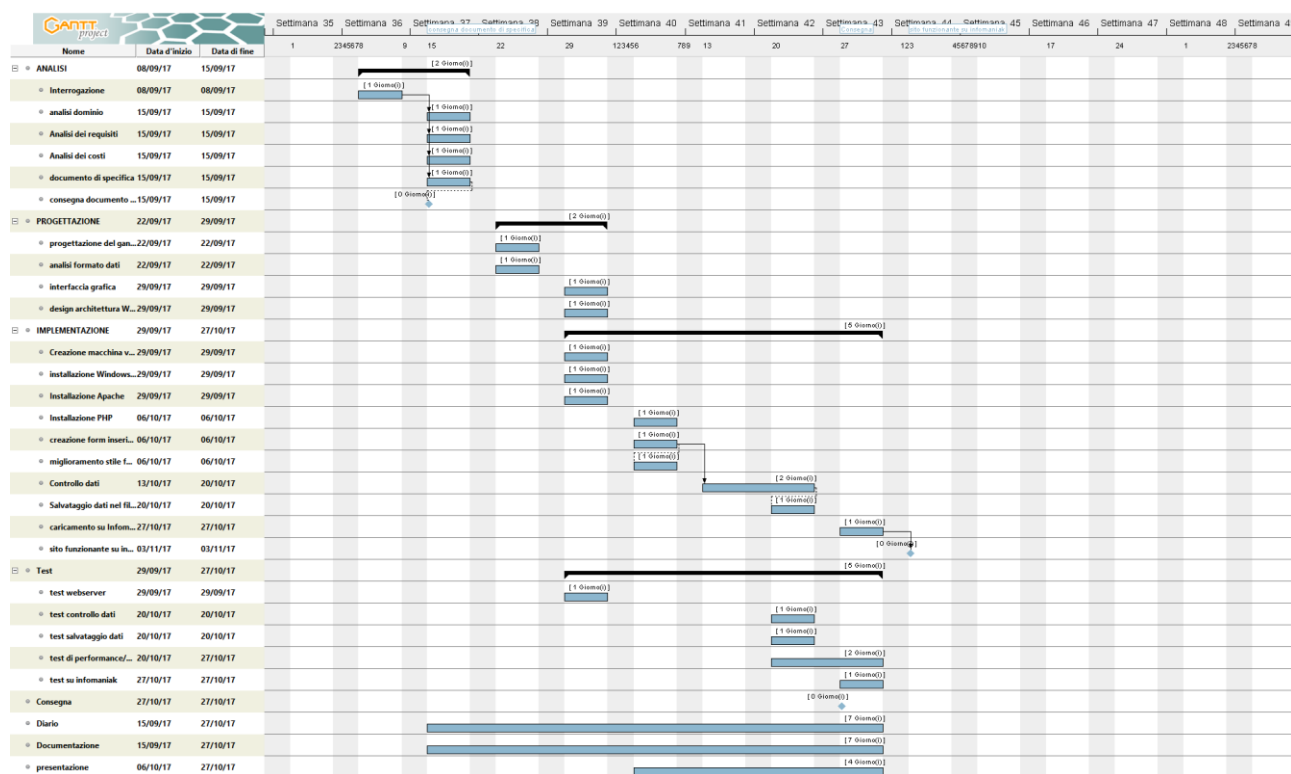 GANTT project
Settimana 35 Settimana 36 Settimana 37 Settimana 38 Settimana 39 Settimana 40 Settimana 41 Settimana 42 Settimana 43 Settimana 44 Settimana 45 Settimana 46 Settimana 47 Settimana 48 Settimana
consegna documento di specifica Consegna sito funzionante su infomaniak
1 2345678 9 15 22 29 123456 789 13 20 27 123 45678910 17 24 1 2345678
Nome Data d'inizio Data di fine
ANALISI 08/09/17 15/09/17 [2 Giorno(i)]
Interrogazione 08/09/17 08/09/17 [1 Giorno(i)]
analisi dominio 15/09/17 15/09/17 [1 Giorno(i)]
Analisi dei requisiti 15/09/17 15/09/17 [1 Giorno(i)]
Analisi dei costi 15/09/17 15/09/17 [1 Giorno(i)]
documento di specifica 15/09/17 15/09/17 [1 Giorno(i)]
consegna documento ... 15/09/17 15/09/17 [0 Giorno(i)]
PROGETTAZIONE 22/09/17 29/09/17 [2 Giorno(i)]
progettazione del gan... 22/09/17 22/09/17 [1 Giorno(i)]
analisi formato dati 22/09/17 22/09/17 [1 Giorno(i)]
interfaccia grafica 29/09/17 29/09/17 [1 Giorno(i)]
design architettura W... 29/09/17 29/09/17 [1 Giorno(i)]
IMPLEMENTAZIONE 29/09/17 27/10/17 [5 Giorno(i)]
Creazione macchina v... 29/09/17 29/09/17 [1 Giorno(i)]
installazione Windows... 29/09/17 29/09/17 [1 Giorno(i)]
Installazione Apache 29/09/17 29/09/17 [1 Giorno(i)]
Installazione PHP 06/10/17 06/10/17 [1 Giorno(i)]
creazione form inseri... 06/10/17 06/10/17 [1 Giorno(i)]
miglioramento stile f... 06/10/17 06/10/17 [1 Giorno(i)]
Controllo dati 13/10/17 20/10/17 [2 Giorno(i)]
Salvataggio dati nel fil... 20/10/17 20/10/17 [1 Giorno(i)]
caricamento su Infom... 27/10/17 27/10/17 [1 Giorno(i)]
sito funzionante su in... 03/11/17 03/11/17 [0 Giorno(i)]
Test 29/09/17 27/10/17 [5 Giorno(i)]
test webserver 29/09/17 29/09/17 [1 Giorno(i)]
test controllo dati 20/10/17 20/10/17 [1 Giorno(i)]
test salvataggio dati 20/10/17 20/10/17 [1 Giorno(i)]
test di performance/... 20/10/17 27/10/17 [2 Giorno(i)]
test su infomaniak 27/10/17 27/10/17 [1 Giorno(i)]
Consegna 27/10/17 27/10/17 [0 Giorno(i)]
Diario 15/09/17 27/10/17 [7 Giorno(i)]
Documentazione 15/09/17 27/10/17 [7 Giorno(i)]
presentazione 06/10/17 27/10/17 [4 Giorno(i)]